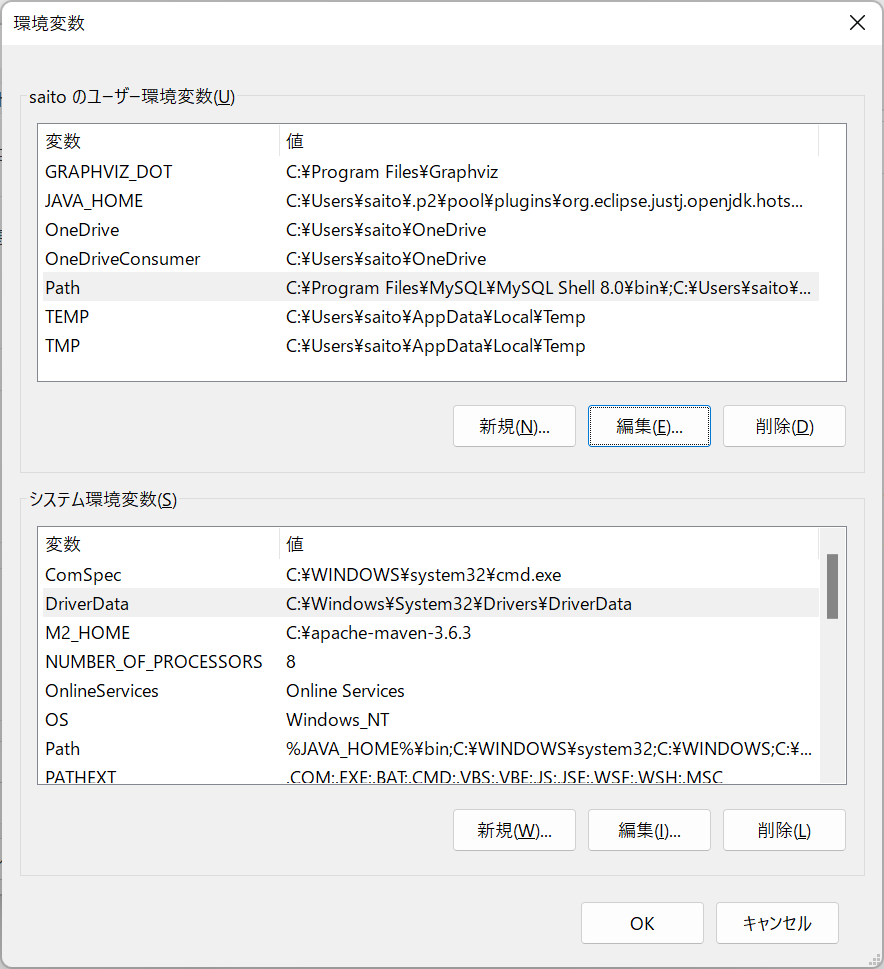 環境変数
saito のユーザー環境変数(U)
変数 値
GRAPHVIZ_DOT C:¥Program Files¥Graphviz
JAVA_HOME C:¥Users¥saito¥.p2¥pool¥plugins¥org.eclipse.justj.openjdk.hots...
OneDrive C:¥Users¥saito¥OneDrive
OneDriveConsumer C:¥Users¥saito¥OneDrive
Path C:¥Program Files¥MySQL¥MySQL Shell 8.0¥bin¥;C:¥Users¥saito¥...
TEMP C:¥Users¥saito¥AppData¥Local¥Temp
TMP C:¥Users¥saito¥AppData¥Local¥Temp
新規(N)... 編集(E)... 削除(D)
システム環境変数(S)
変数 値
ComSpec C:¥WINDOWS¥system32¥cmd.exe
DriverData C:¥Windows¥System32¥Drivers¥DriverData
M2_HOME C:¥apache-maven-3.6.3
NUMBER_OF_PROCESSORS 8
OnlineServices Online Services
OS Windows_NT
Path %JAVA_HOME%¥bin;C:¥WINDOWS¥system32;C:¥WINDOWS;C:¥...
PATHEXT .COM;.EXE;.BAT;.CMD;.VBS;.VBE;.JS;.JSE;.WSF;.WSH;.MSC
新規(W)... 編集(I)... 削除(L)
OK キャンセル